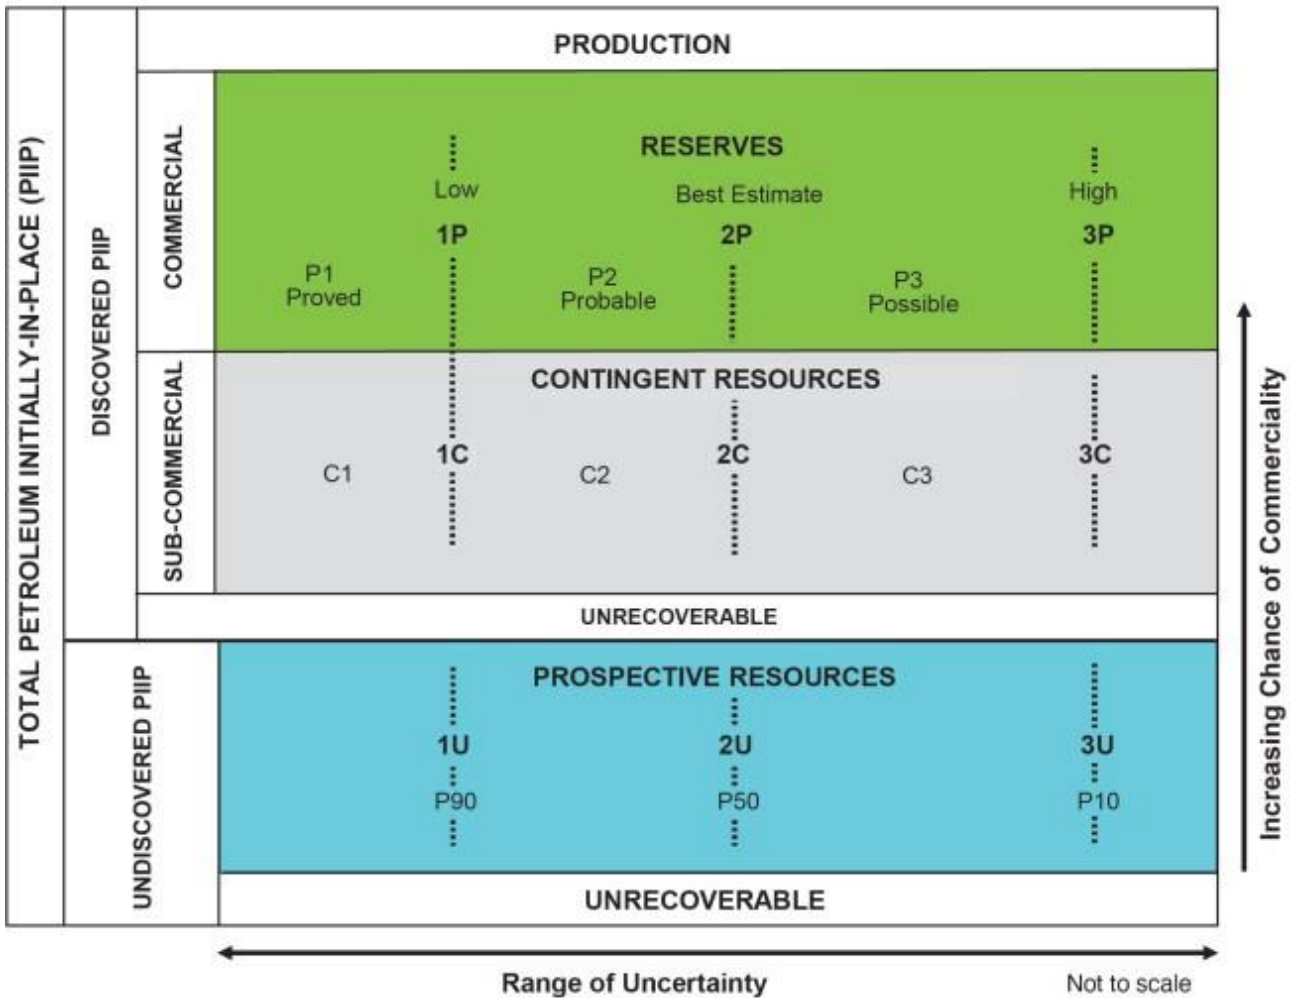 TOTAL PETROLEUM INITIALLY-IN-PLACE (PIIP)
DISCOVERED PIIP
PRODUCTION
COMMERCIAL
RESERVES
Low
Best Estimate
High
1P
2P
3P
P1
Proved
P2
Probable
P3
Possible
SUB-COMMERCIAL
CONTINGENT RESOURCES
1C
2C
3C
C1
C2
C3
UNRECOVERABLE
UNDISCOVERED PIIP
PROSPECTIVE RESOURCES
1U
2U
3U
P90
P50
P10
UNRECOVERABLE
Increasing Chance of Commerciality
Range of Uncertainty
Not to scale